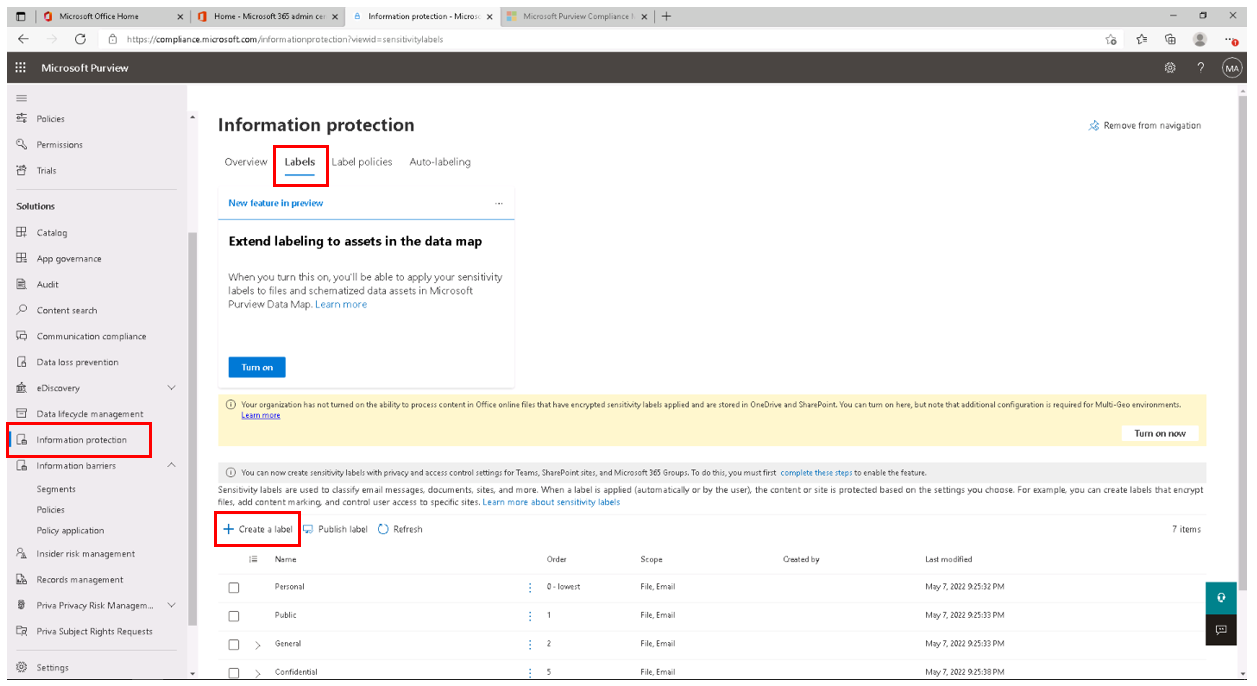 Microsoft Office Home
Home - Microsoft 365 admin cer
Information protection - Microsc
Microsoft Purview Compliance M
https://compliance.microsoft.com/informationprotection?viewid=sensitivitylabels
Microsoft Purview
MA
Policies
Permissions
Trials
Solutions
Catalog
App governance
Audit
Content search
Communication compliance
Data loss prevention
eDiscovery
Data lifecycle management
Information protection
Information barriers
Segments
Policies
Policy application
Insider risk management
Records management
Priva Privacy Risk Managem...
Priva Subject Rights Requests
Settings
Information protection
Remove from navigation
Overview Labels Label policies Auto-labeling
New feature in preview ...
Extend labeling to assets in the data map
When you turn this on, you'll be able to apply your sensitivity
labels to files and schematized data assets in Microsoft
Purview Data Map. Learn more
Turn on
Your organization has not turned on the ability to process content in Office online files that have encrypted sensitivity labels applied and are stored in OneDrive and SharePoint. You can turn on here, but note that additional configuration is required for Multi-Geo environments.
Learn more
Turn on now
You can now create sensitivity labels with privacy and access control settings for Teams, SharePoint sites, and Microsoft 365 Groups. To do this, you must first complete these steps to enable the feature.
Sensitivity labels are used to classify email messages, documents, sites, and more. When a label is applied (automatically or by the user), the content or site is protected based on the settings you choose. For example, you can create labels that encrypt
files, add content marking, and control user access to specific sites. Learn more about sensitivity labels
+ Create a label Publish label Refresh 7 items
Name Order Scope Created by Last modified
Personal 0 - lowest File, Email May 7, 2022 9:25:32 PM
Public 1 File, Email May 7, 2022 9:25:33 PM
General 2 File, Email May 7, 2022 9:25:33 PM
Confidential 5 File, Email May 7, 2022 9:25:38 PM